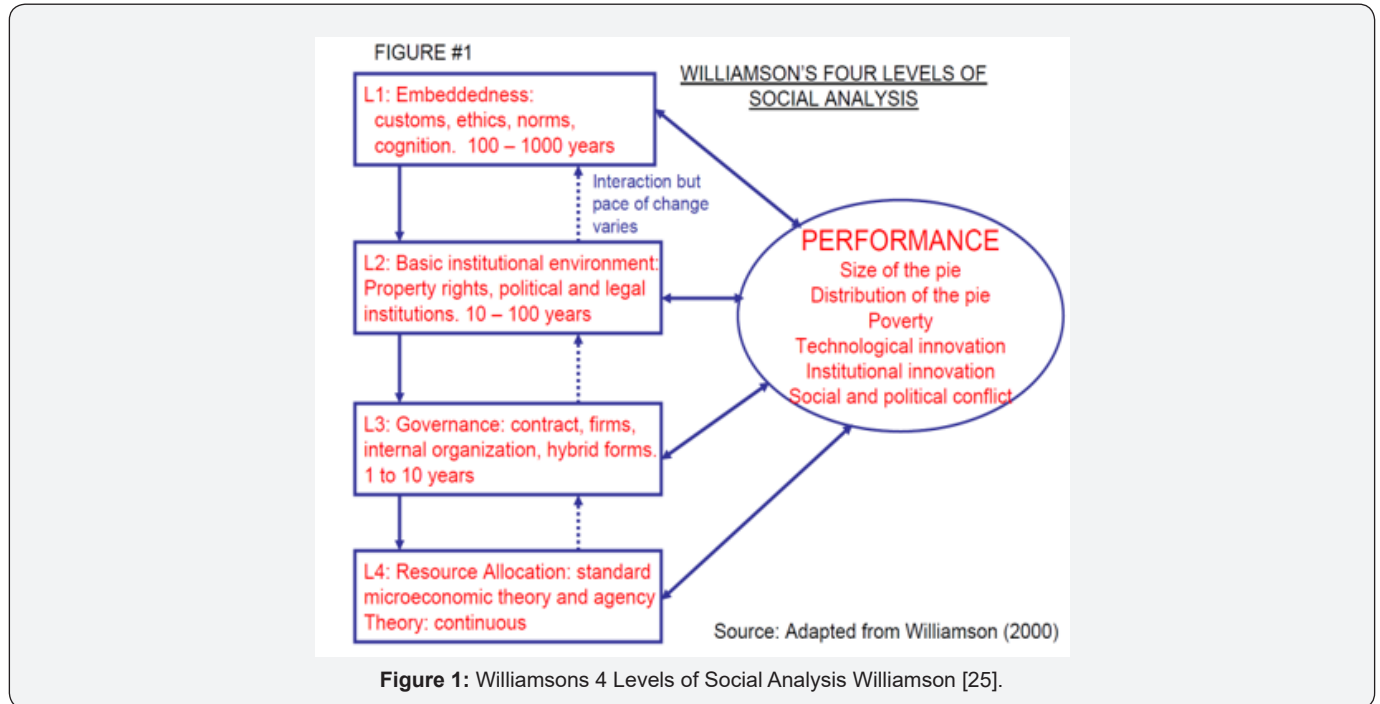 FIGURE #1
WILLIAMSON'S FOUR LEVELS OF
SOCIAL ANALYSIS
L1: Embeddedness:
customs, ethics, norms,
cognition. 100 – 1000 years
Interaction but
pace of change
varies
L2: Basic institutional environment:
Property rights, political and legal
institutions. 10 – 100 years
PERFORMANCE
Size of the pie
Distribution of the pie
Poverty
Technological innovation
Institutional innovation
Social and political conflict
L3: Governance: contract, firms,
internal organization, hybrid forms.
1 to 10 years
L4: Resource Allocation: standard
microeconomic theory and agency
Theory: continuous
Source: Adapted from Williamson (2000)
Figure 1: Williamsons 4 Levels of Social Analysis Williamson [25].